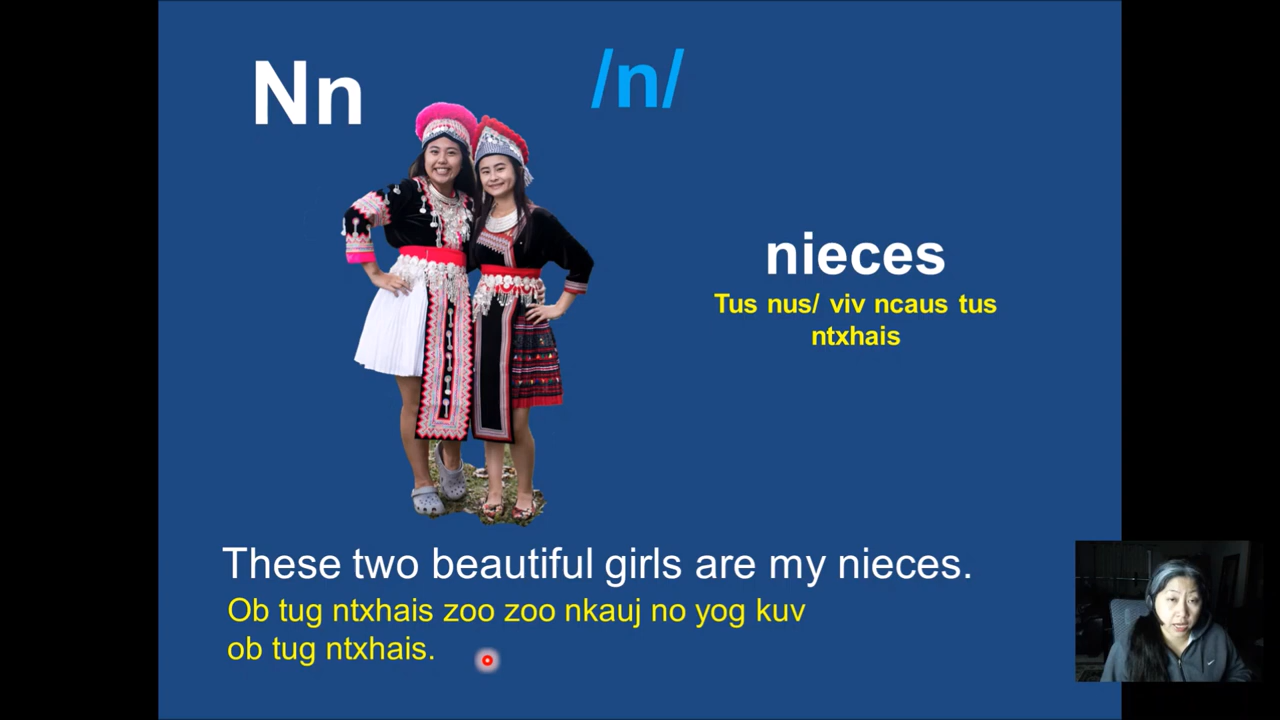 Nn
/n/
nieces
Tus nus/ viv ncaus tus
ntxhais
These two beautiful girls are my nieces.
Ob tug ntxhais zoo zoo nkauj no yog kuv
ob tug ntxhais.